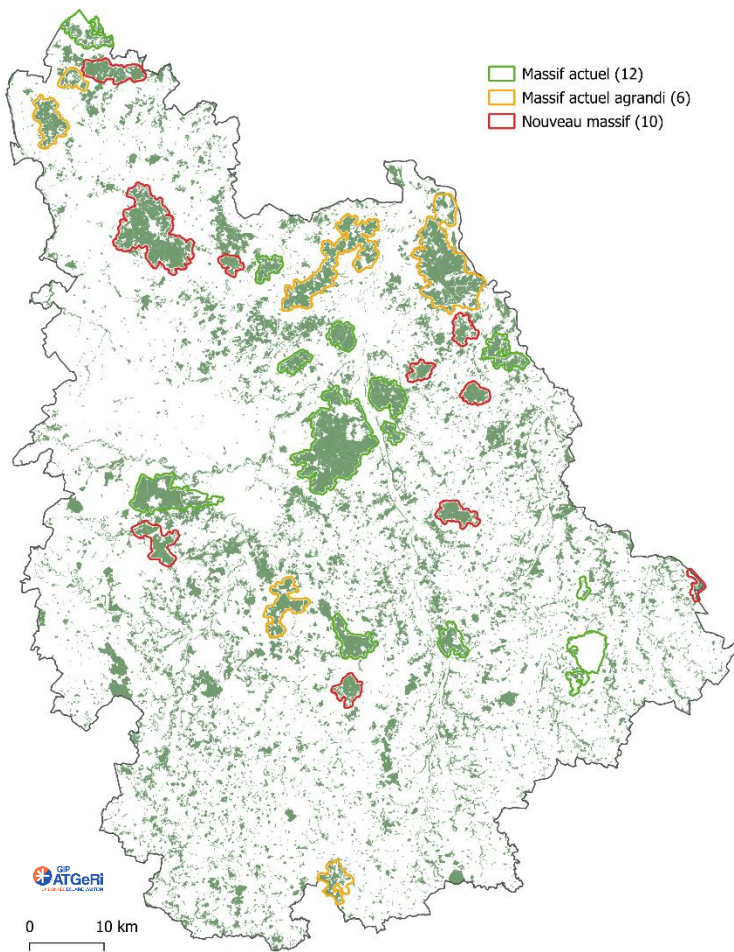 Massif actuel (12)
Massif actuel agrandi (6)
Nouveau massif (10)
GIP
ATGeRi
0 10 km